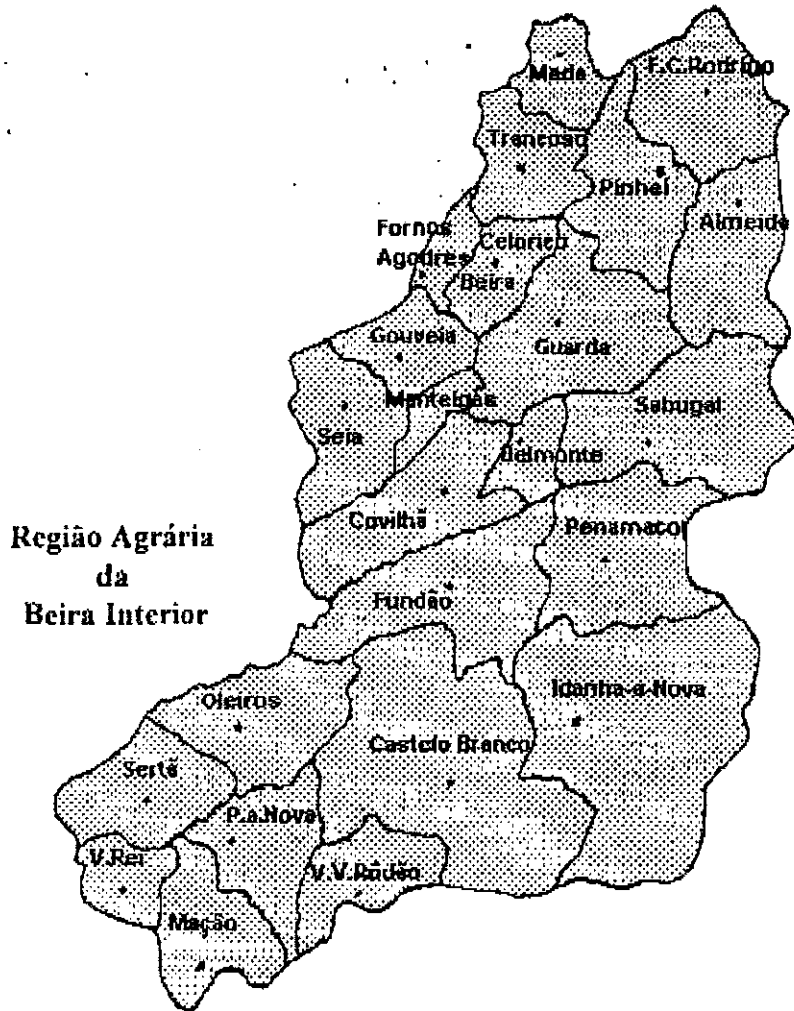 Meda
F.C.Rodrigo
Trancoso
Pinhel
Almeida
Fornos
Agodres
Celorico
Beira
Gouveia
Guarda
Manteigas
Sabugal
Seia
Belmonte
Covilhã
Penamacor
Região Agrária
da
Beira Interior
Fundão
Idanha-a-Nova
Oleiros
Castelo Branco
Sertã
P.a.Nova
V.Rei
V.V.Ródão
Mação